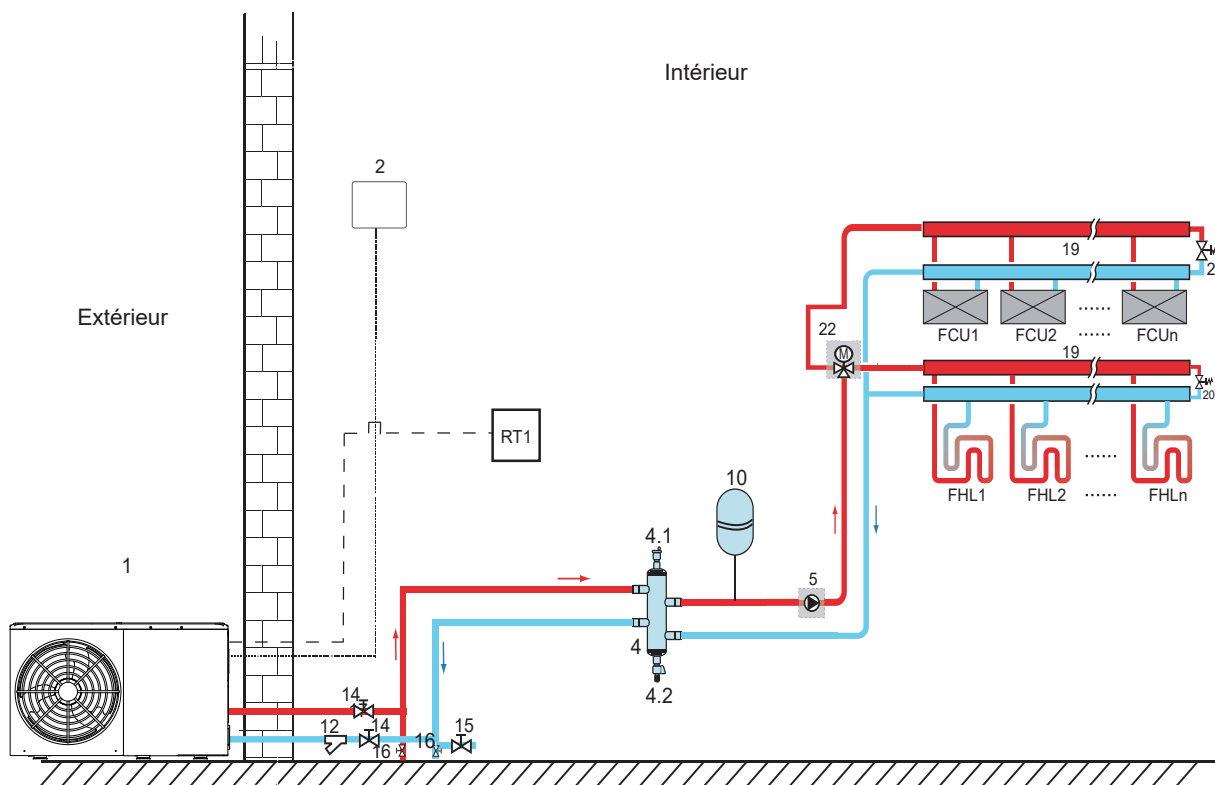 Intérieur
2
19
2
Extérieur
FCU1 FCU2 ...... FCUn
......
22
M
19
20
RT1
10
FHL1 FHL2 ...... FHLn
......
4.1
1
5
4
4.2
14
12 14 15
16 16